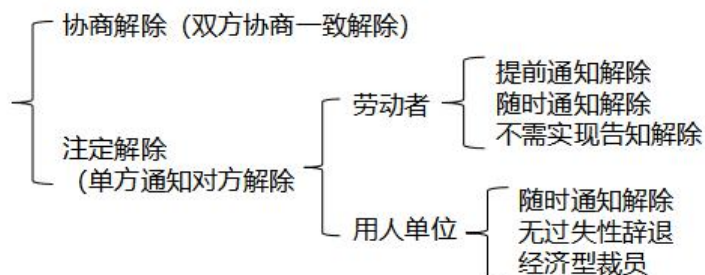 协商解除（双方协商一致解除）
注定解除
（单方通知对方解除
劳动者
提前通知解除
随时通知解除
不需实现告知解除
用人单位
随时通知解除
无过失性辞退
经济型裁员